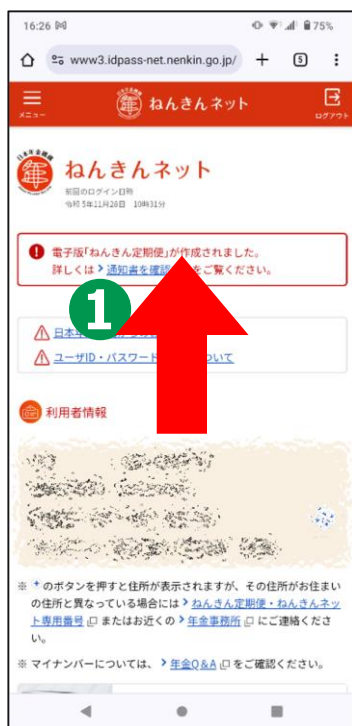 16:26
75%
www3.idpass-net.nenkin.go.jp/
5
メニュー
ねんきんネット
ログアウト
ねんきんネット
前回のログイン日時
令和5年11月28日 10時31分
電子版「ねんきん定期便」が作成されました。
詳しくは 通知書を確認 をご覧ください。
1
日本年
ユーザID・パスワード ついて
利用者情報
※ + のボタンを押すと住所が表示されますが、その住所がお住まい
の住所と異なっている場合には ねんきん定期便・ねんきんネッ
ト専用番号 またはお近くの 年金事務所 にご連絡くださ
い。
※ マイナンバーについては、 年金Q&A をご確認ください。